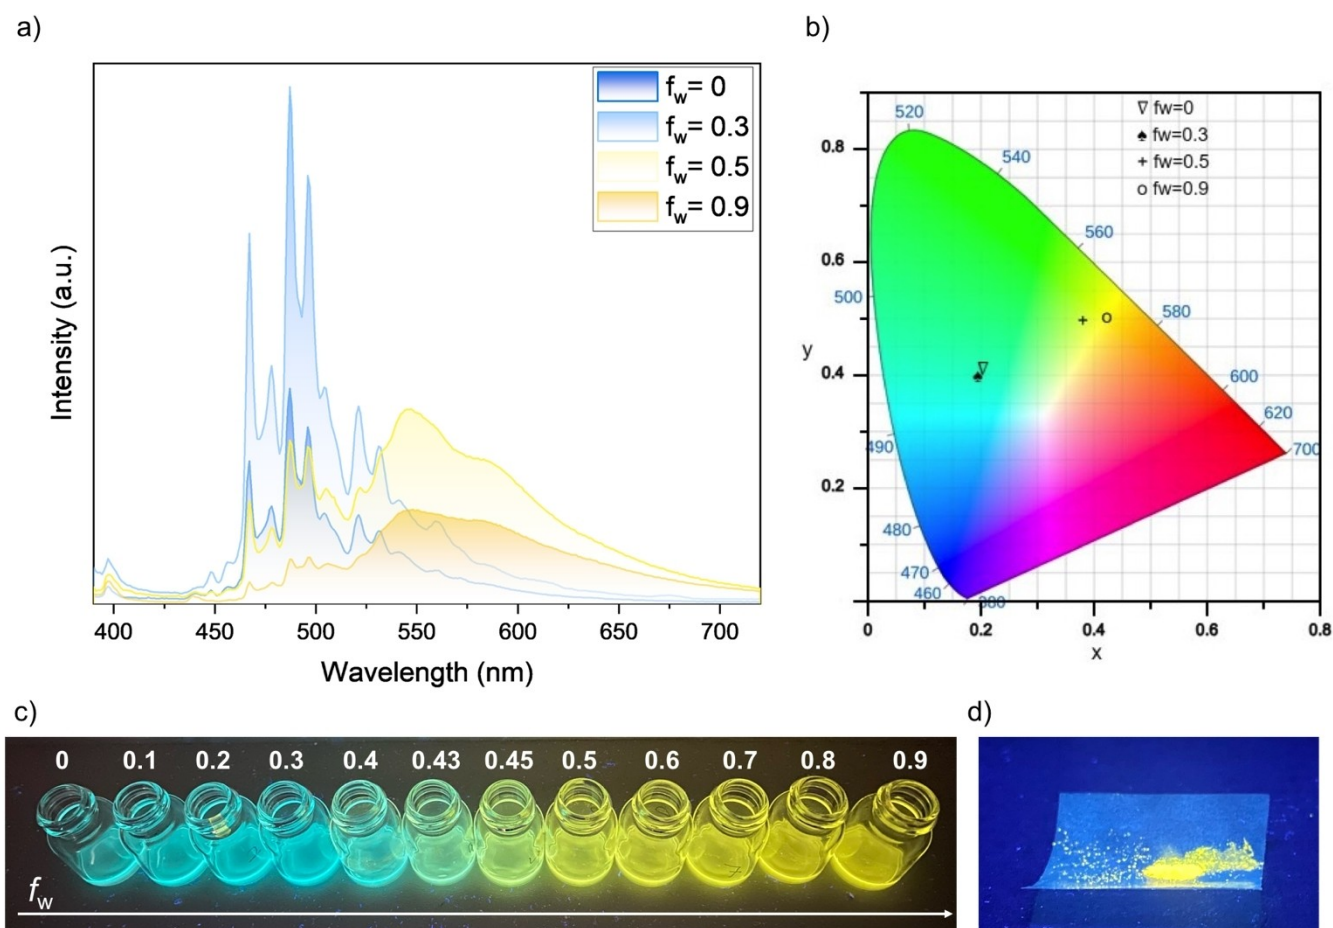 a)
f_w= 0
f_w= 0.3
f_w= 0.5
f_w= 0.9
Intensity (a.u.)
400 450 500 550 600 650 700
Wavelength (nm)
b)
∇ fw=0
♠ fw=0.3
+ fw=0.5
o fw=0.9
520
540
560
500
580
600
620
490
700
480
470
460
380
0.8
0.6
y
0.4
0.2
0 0.2 0.4 0.6 0.8
x
c)
0 0.1 0.2 0.3 0.4 0.43 0.45 0.5 0.6 0.7 0.8 0.9
f_w
d)